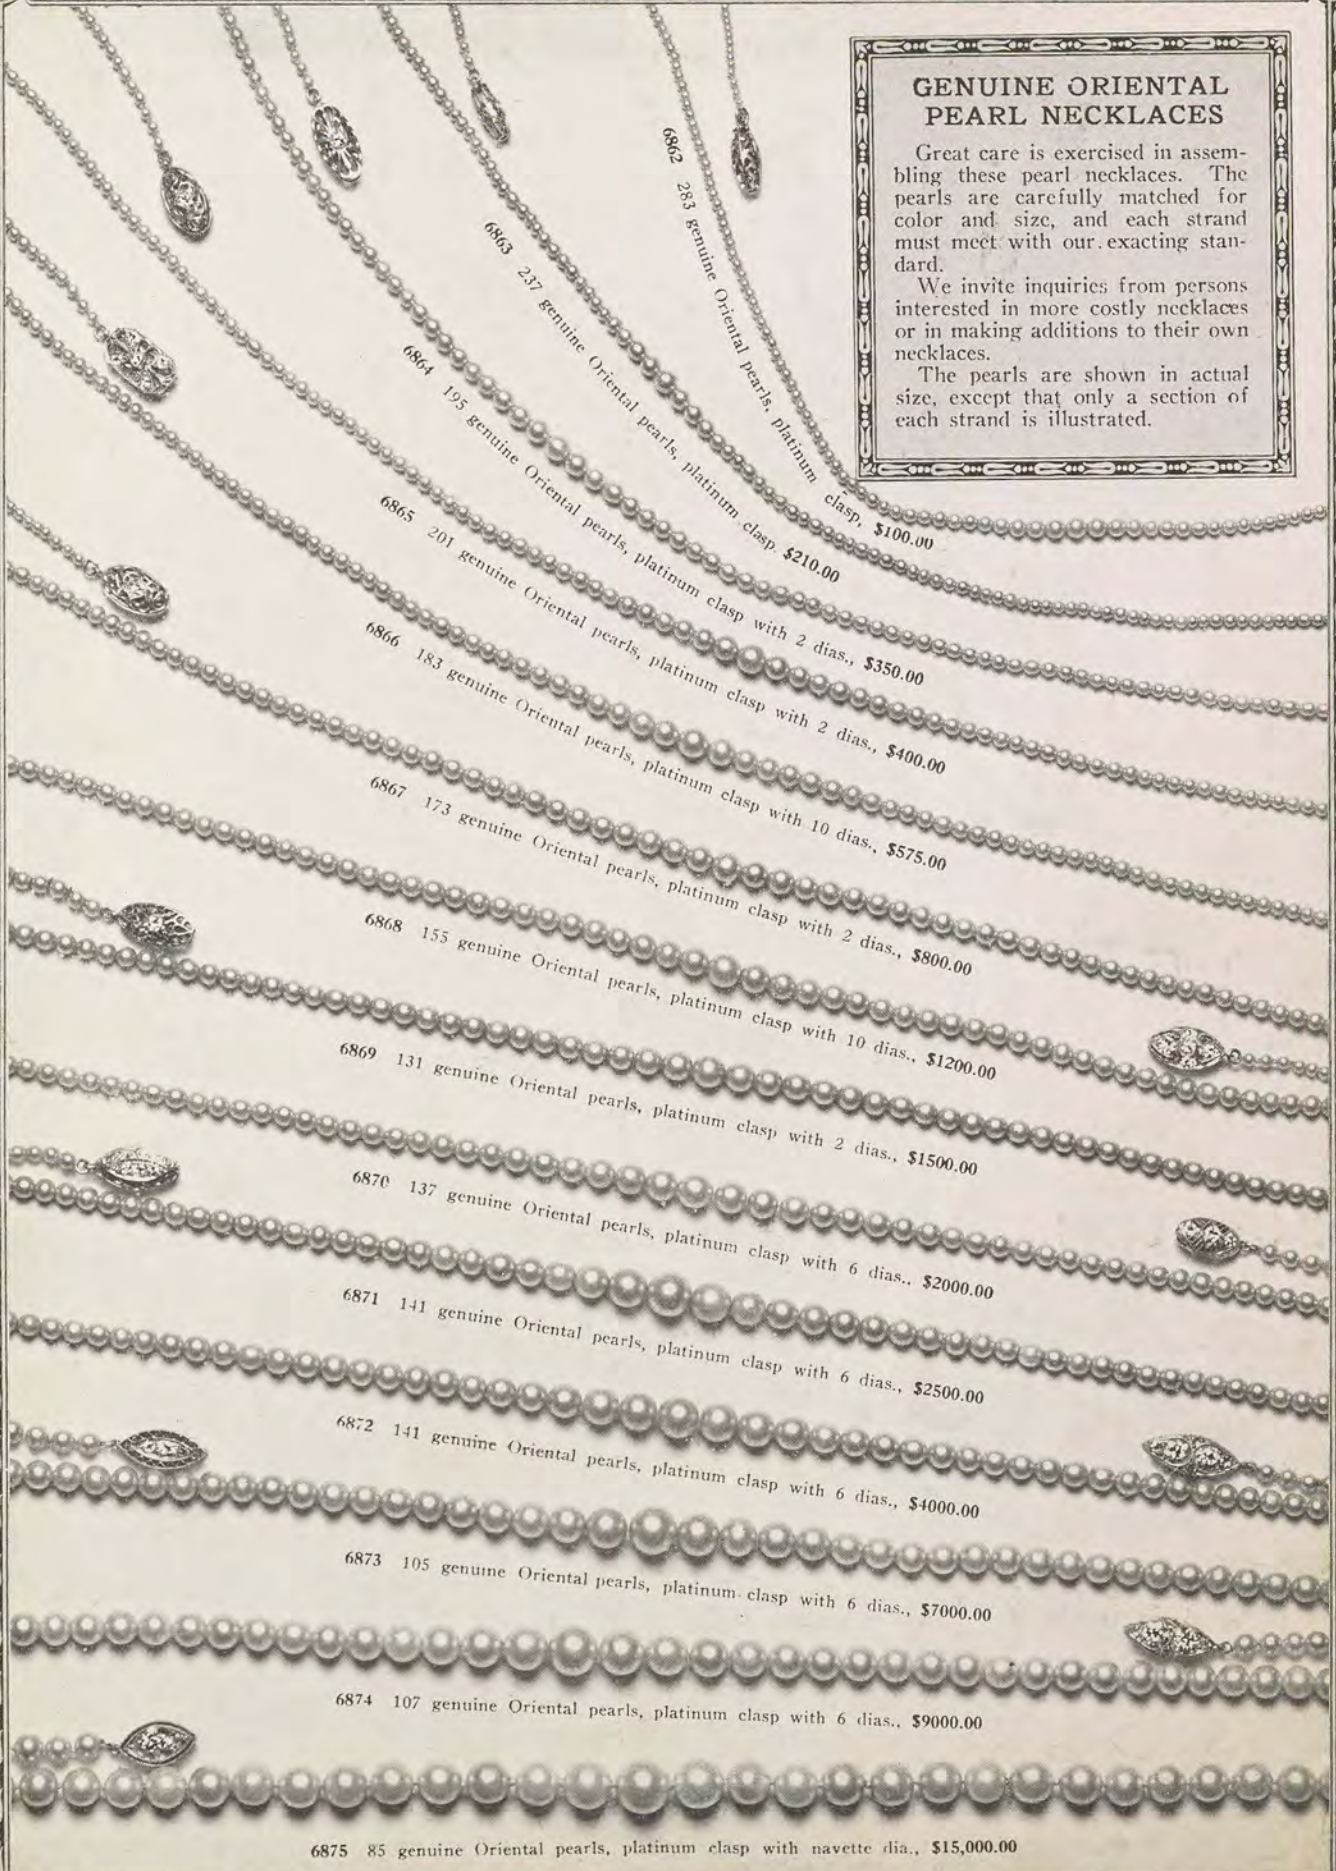 GENUINE ORIENTAL
PEARL NECKLACES
Great care is exercised in assem-
bling these pearl necklaces. The
pearls are carefully matched for
color and size, and each strand
must meet with our exacting stan-
dard.
We invite inquiries from persons
interested in more costly necklaces
or in making additions to their own
necklaces.
The pearls are shown in actual
size, except that only a section of
each strand is illustrated.
6862 283 genuine Oriental pearls, platinum clasp, $100.00
6863 237 genuine Oriental pearls, platinum clasp. $210.00
6864 195 genuine Oriental pearls, platinum clasp with 2 dias., $350.00
6865 201 genuine Oriental pearls, platinum clasp with 2 dias., $400.00
6866 183 genuine Oriental pearls, platinum clasp with 10 dias., $575.00
6867 173 genuine Oriental pearls, platinum clasp with 2 dias., $800.00
6868 155 genuine Oriental pearls, platinum clasp with 10 dias., $1200.00
6869 131 genuine Oriental pearls, platinum clasp with 2 dias., $1500.00
6870 137 genuine Oriental pearls, platinum clasp with 6 dias., $2000.00
6871 141 genuine Oriental pearls, platinum clasp with 6 dias., $2500.00
6872 141 genuine Oriental pearls, platinum clasp with 6 dias., $4000.00
6873 105 genuine Oriental pearls, platinum clasp with 6 dias., $7000.00
6874 107 genuine Oriental pearls, platinum clasp with 6 dias., $9000.00
6875 85 genuine Oriental pearls, platinum clasp with navette dia., $15,000.00